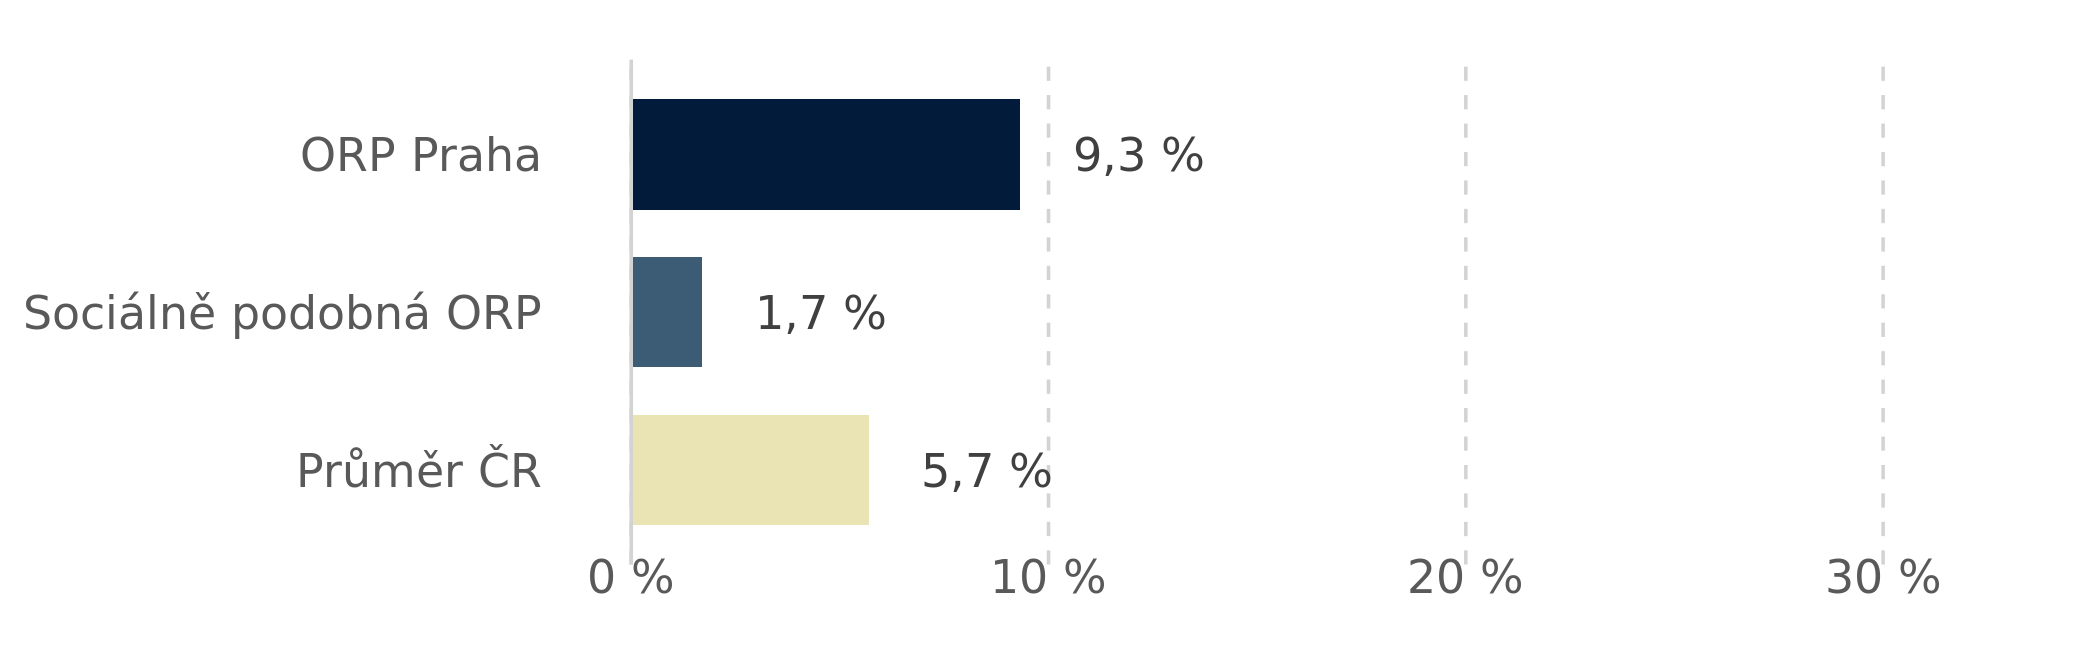 ORP Praha 9,3 %
Sociálně podobná ORP 1,7 %
Průměr ČR 5,7 %
0 % 10 % 20 % 30 %